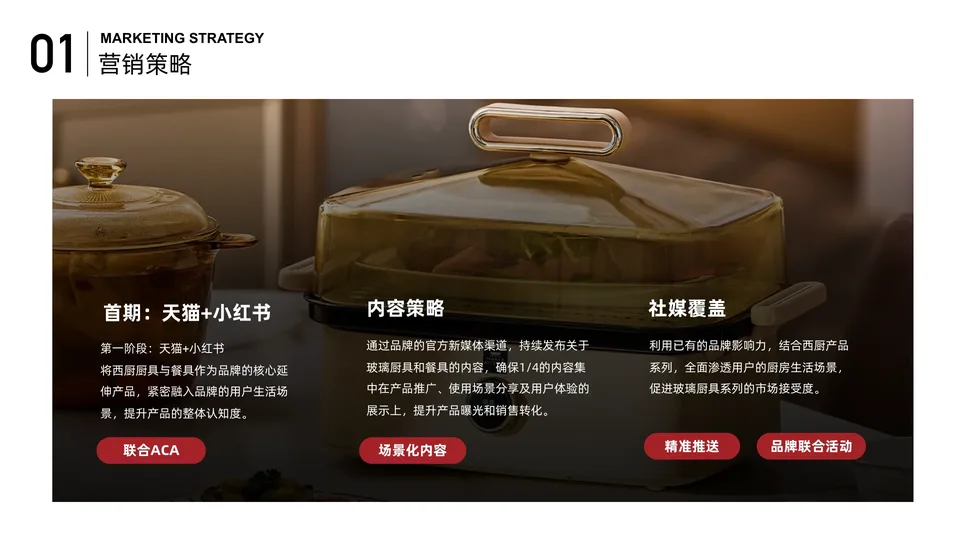 01
MARKETING STRATEGY
营销策略
首期：天猫+小红书
第一阶段：天猫+小红书
将西厨厨具与餐具作为品牌的核心延
伸产品，紧密融入品牌的用户生活场
景，提升产品的整体认知度。
联合ACA
内容策略
通过品牌的官方新媒体渠道，持续发布关于
玻璃厨具和餐具的内容，确保1/4的内容集
中在产品推广、使用场景分享及用户体验的
展示上，提升产品曝光和销售转化。
场景化内容
社媒覆盖
利用已有的品牌影响力，结合西厨产品
系列，全面渗透用户的厨房生活场景，
促进玻璃厨具系列的市场接受度。
精准推送
品牌联合活动